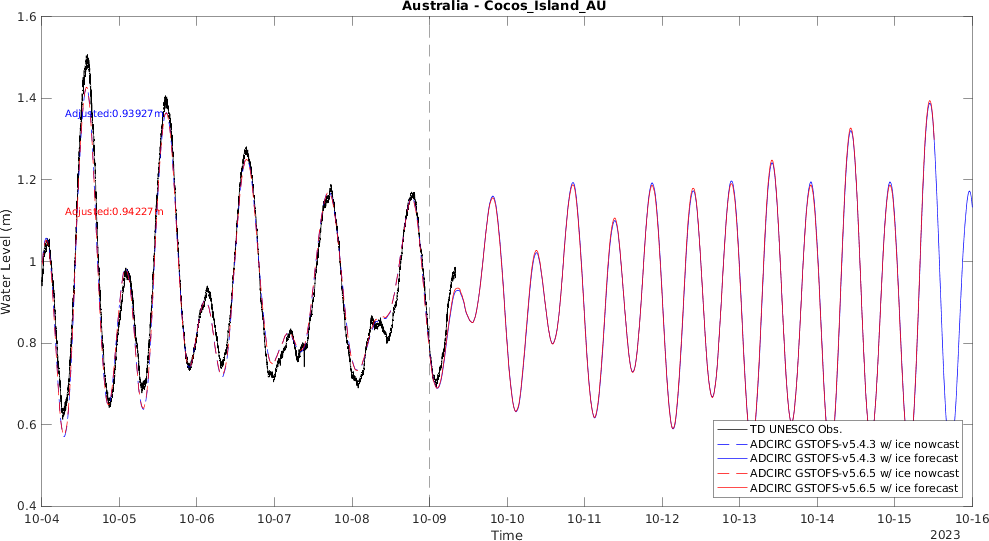 Australia - Cocos_Island_AU
1.6
1.4
1.2
1
0.8
0.6
0.4
Water Level (m)
Adjusted:0.93927m
Adjusted:0.94227m
TD UNESCO Obs.
ADCIRC GSTOFS-v5.4.3 w/ ice nowcast
ADCIRC GSTOFS-v5.4.3 w/ ice forecast
ADCIRC GSTOFS-v5.6.5 w/ ice nowcast
ADCIRC GSTOFS-v5.6.5 w/ ice forecast
10-04 10-05 10-06 10-07 10-08 10-09 10-10 10-11 10-12 10-13 10-14 10-15 10-16
Time
2023